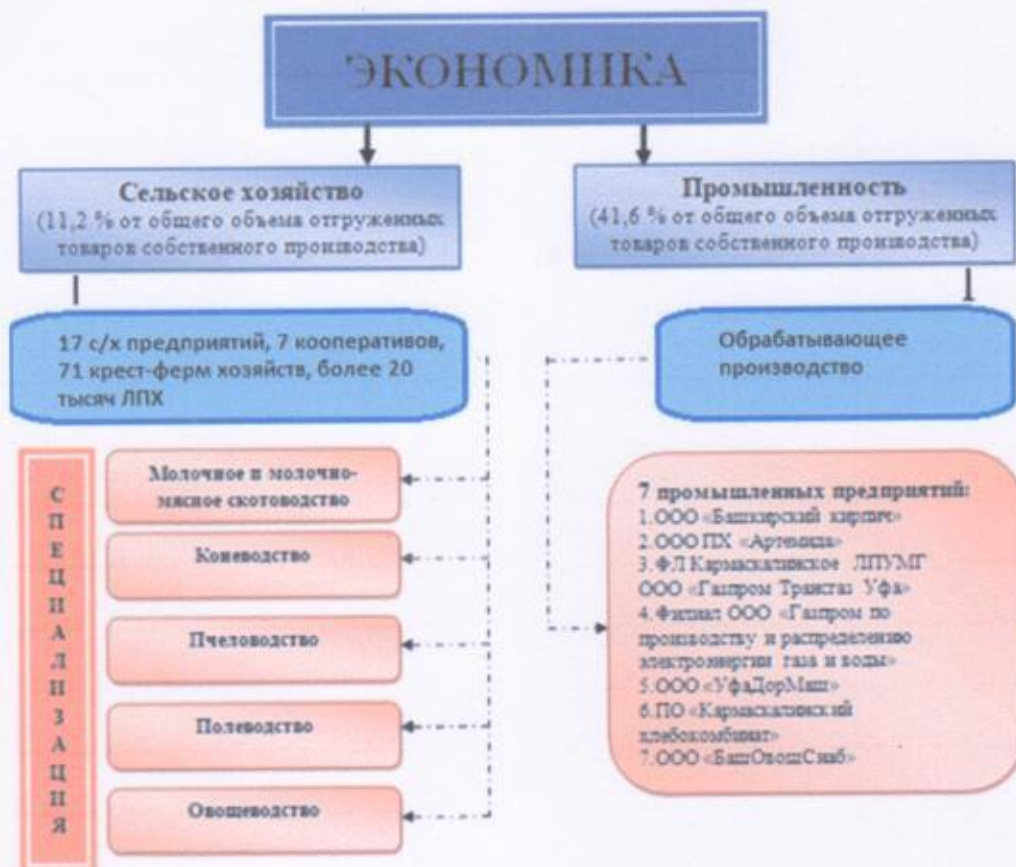 ЭКОНОМИКА
Сельское хозяйство
(11,2 % от общего объема отгруженных
товаров собственного производства)
Промышленность
(41,6 % от общего объема отгруженных
товаров собственного производства)
17 с/х предприятий, 7 кооперативов,
71 крест-ферм хозяйств, более 20
тысяч ЛПХ
Обрабатывающее
производство
СПЕЦИАЛИЗАЦИЯ
Молочное и молочно-
мясное скотоводство
Коневодство
Пчеловодство
Полеводство
Овощеводство
7 промышленных предприятий:
1.ООО «Башкирский кирпич»
2.ООО ПХ «Артемида»
3.ФЛ Кармаскалинское ЛПУМГ
ООО «Газпром Трансгаз Уфа»
4.Филиал ООО «Газпром по
производству и распределению
электроэнергии газа и воды»
5.ООО «УфаДорМаш»
6.ПО «Кармаскалинский
хлебокомбинат»
7.ООО «БашОвощСнаб»